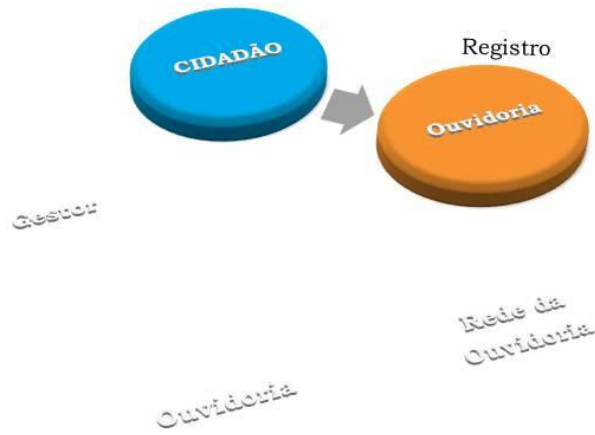 CIDADÃO
Registro
Ouvidoria
Gestor
Rede da
Ouvidoria
Ouvidoria